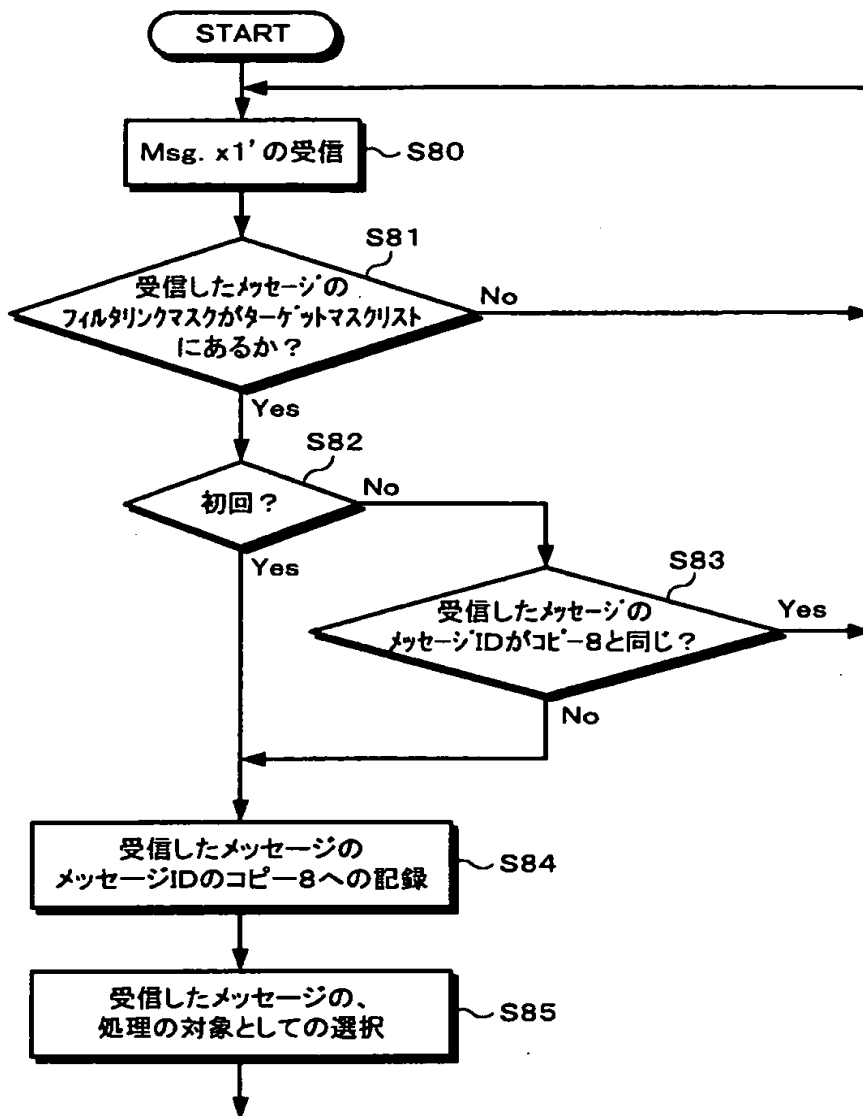 START
Msg. x1'の受信
S80
S81
受信したメッセージの
フィルタリンクマスクがターゲットマスクリスト
にあるか？
No
Yes
S82
初回？
No
Yes
S83
受信したメッセージの
メッセージIDがコピー8と同じ？
Yes
No
受信したメッセージの
メッセージIDのコピー8への記録
S84
受信したメッセージの、
処理の対象としての選択
S85